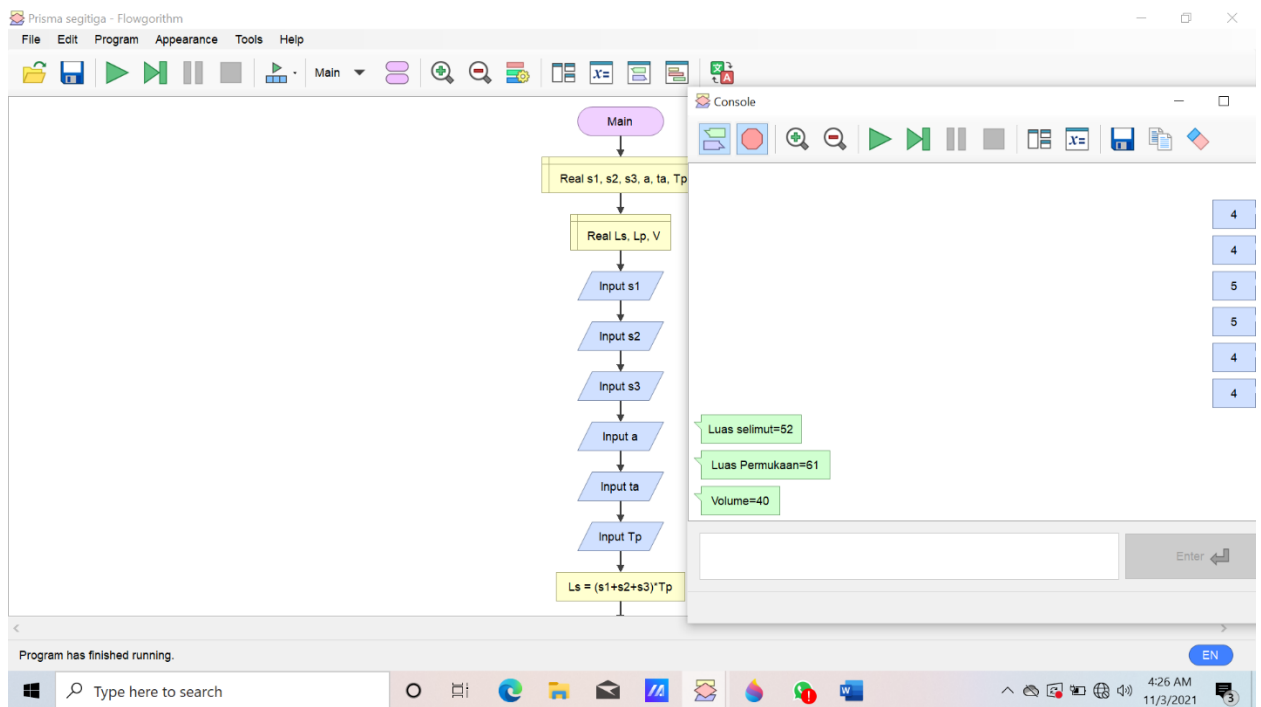 Prisma segitiga - Flowgorithm
File Edit Program Appearance Tools Help
Main
Main
Real s1, s2, s3, a, ta, Tp
Real Ls, Lp, V
Input s1
Input s2
Input s3
Input a
Input ta
Input Tp
Ls = (s1+s2+s3)*Tp
Console
4
4
5
5
4
4
Luas selimut=52
Luas Permukaan=61
Volume=40
Enter
Program has finished running.
EN
Type here to search
4:26 AM
11/3/2021
3